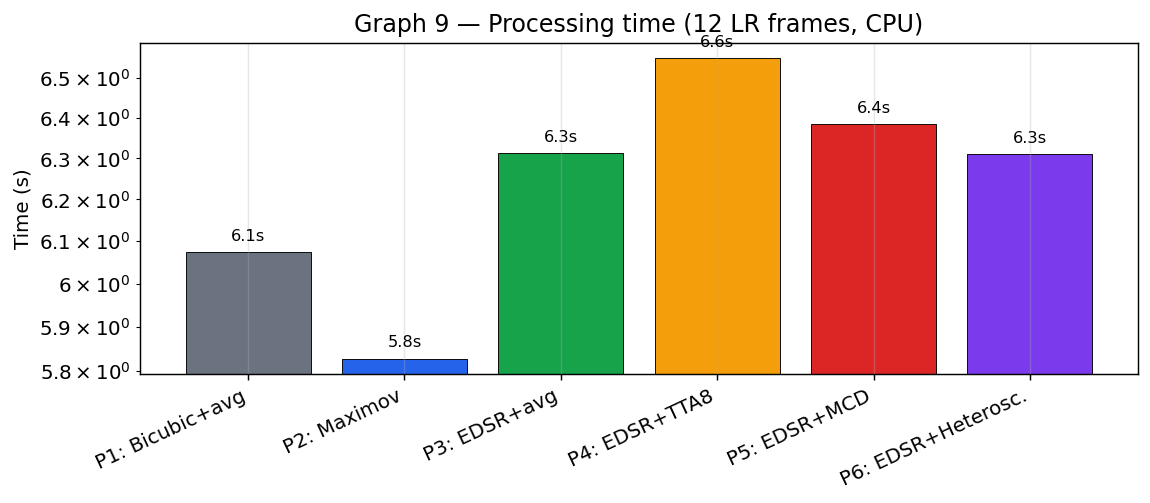 Graph 9 — Processing time (12 LR frames, CPU)
Time (s)
6.5 × 10⁰
6.4 × 10⁰
6.3 × 10⁰
6.2 × 10⁰
6.1 × 10⁰
6 × 10⁰
5.9 × 10⁰
5.8 × 10⁰
6.1s
5.8s
6.3s
6.6s
6.4s
6.3s
P1: Bicubic+avg
P2: Maximov
P3: EDSR+avg
P4: EDSR+TTA8
P5: EDSR+MCD
P6: EDSR+Heterosc.